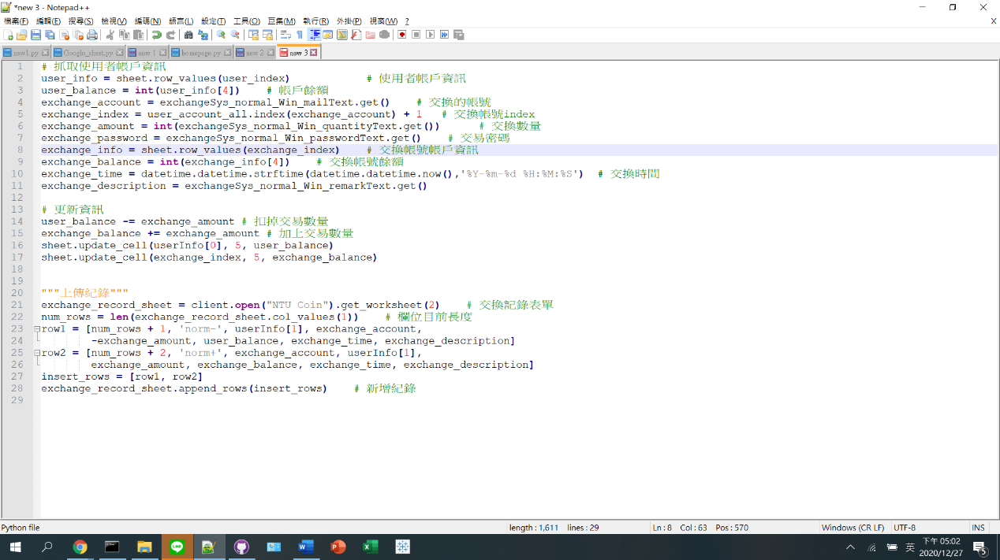 *new 3 - Notepad++
檔案(F) 編輯(E) 搜尋(S) 檢視(V) 編碼(N) 語言(L) 設定(T) 工具(O) 巨集(M) 執行(R) 外掛(P) 視窗(W) ? X
new1.py Google_sheet.py new 1 homepage.py new 2 new 3
1 # 抓取使用者帳戶資訊
2 user_info = sheet.row_values(user_index) # 使用者帳戶資訊
3 user_balance = int(user_info[4]) # 帳戶餘額
4 exchange_account = exchangeSys_normal_Win_mailText.get() # 交換的帳號
5 exchange_index = user_account_all.index(exchange_account) + 1 # 交換帳號index
6 exchange_amount = int(exchangeSys_normal_Win_quantityText.get()) # 交換數量
7 exchange_password = exchangeSys_normal_Win_passwordText.get() # 交易密碼
8 exchange_info = sheet.row_values(exchange_index) # 交換帳號帳戶資訊
9 exchange_balance = int(exchange_info[4]) # 交換帳號餘額
10 exchange_time = datetime.datetime.strftime(datetime.datetime.now(),'%Y-%m-%d %H:%M:%S') # 交換時間
11 exchange_description = exchangeSys_normal_Win_remarkText.get()
12
13 # 更新資訊
14 user_balance -= exchange_amount # 扣掉交易數量
15 exchange_balance += exchange_amount # 加上交易數量
16 sheet.update_cell(userInfo[0], 5, user_balance)
17 sheet.update_cell(exchange_index, 5, exchange_balance)
18
19
20 """上傳紀錄"""
21 exchange_record_sheet = client.open("NTU Coin").get_worksheet(2) # 交換記錄表單
22 num_rows = len(exchange_record_sheet.col_values(1)) # 欄位目前長度
23 row1 = [num_rows + 1, 'norm-', userInfo[1], exchange_account,
24 -exchange_amount, user_balance, exchange_time, exchange_description]
25 row2 = [num_rows + 2, 'norm+', exchange_account, userInfo[1],
26 exchange_amount, exchange_balance, exchange_time, exchange_description]
27 insert_rows = [row1, row2]
28 exchange_record_sheet.append_rows(insert_rows) # 新增紀錄
29
Python file length : 1,611 lines : 29 Ln : 8 Col : 63 Pos : 570 Windows (CR LF) UTF-8 INS
LINE W P X 英 下午 05:02
2020/12/27 5